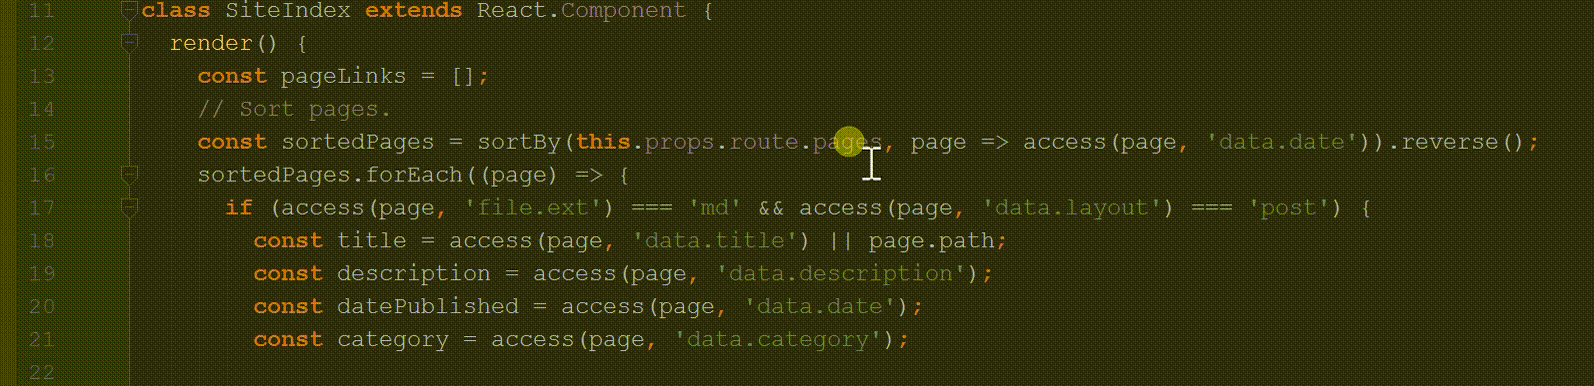 11 class SiteIndex extends React.Component {
12 render() {
13 const pageLinks = [];
14 // Sort pages.
15 const sortedPages = sortBy(this.props.route.pages, page => access(page, 'data.date')).reverse();
16 sortedPages.forEach((page) => {
17 if (access(page, 'file.ext') === 'md' && access(page, 'data.layout') === 'post') {
18 const title = access(page, 'data.title') || page.path;
19 const description = access(page, 'data.description');
20 const datePublished = access(page, 'data.date');
21 const category = access(page, 'data.category');
22